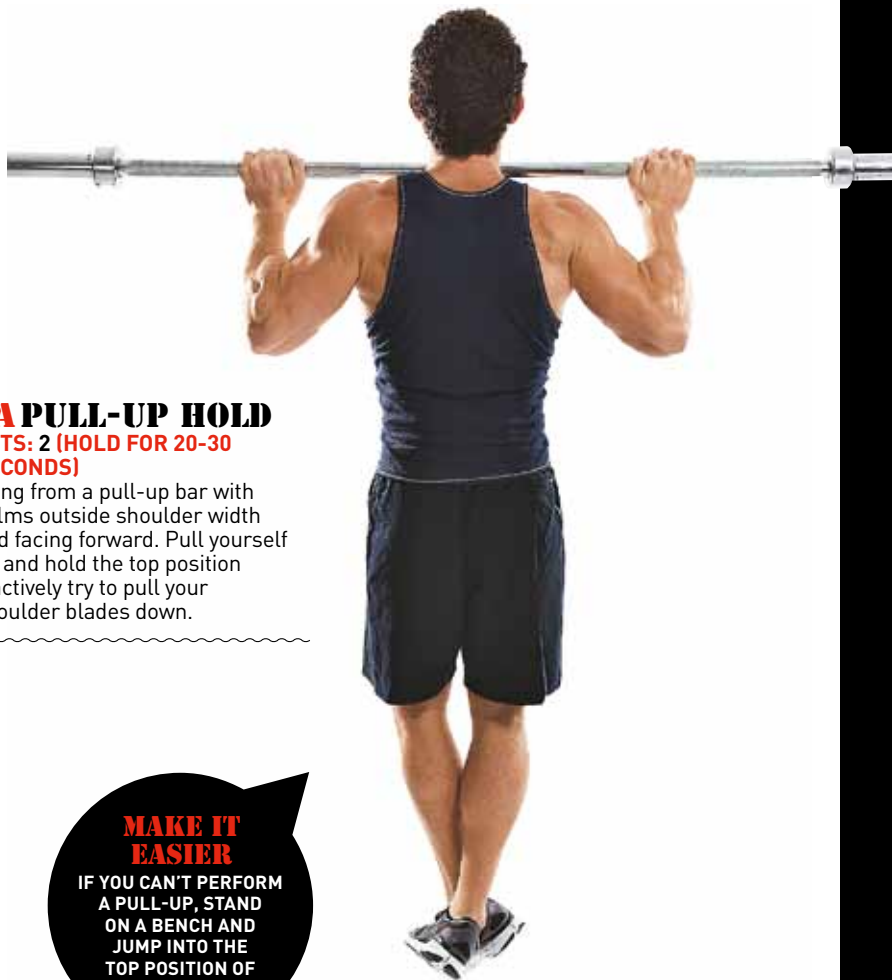 A PULL-UP HOLD
TS: 2 (HOLD FOR 20-30
CONDS)
ng from a pull-up bar with
lms outside shoulder width
d facing forward. Pull yourself
and hold the top position
ctively try to pull your
oulder blades down.
MAKE IT
EASIER
IF YOU CAN'T PERFORM
A PULL-UP, STAND
ON A BENCH AND
JUMP INTO THE
TOP POSITION OF